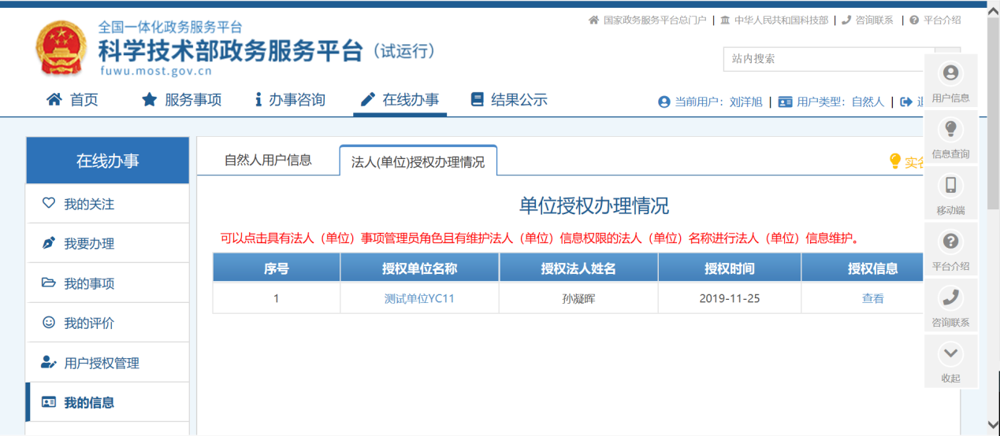 国家政务服务平台总门户 | 中华人民共和国科技部 | 咨询联系 | 平台介绍
全国一体化政务服务平台
科学技术部政务服务平台（试运行）
fuwu.most.gov.cn
站内搜索
首页 服务事项 办事咨询 在线办事 结果公示
当前用户：刘洋旭 | 用户类型：自然人 |
用户信息
信息查询
移动端
平台介绍
咨询联系
收起
在线办事
我的关注
我要办理
我的事项
我的评价
用户授权管理
我的信息
自然人用户信息 法人(单位)授权办理情况
单位授权办理情况
可以点击具有法人（单位）事项管理员角色且有维护法人（单位）信息权限的法人（单位）名称进行法人（单位）信息维护。
序号 授权单位名称 授权法人姓名 授权时间 授权信息
1 测试单位YC11 孙凝晖 2019-11-25 查看